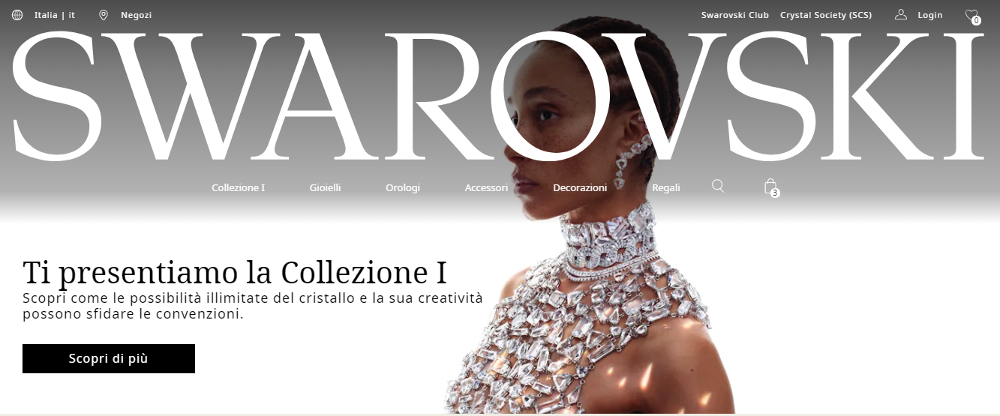 Italia | it
Negozi
Swarovski Club
Crystal Society (SCS)
Login
0
SWAROVSKI
Collezione I
Gioielli
Orologi
Accessori
Decorazioni
Regali
3
Ti presentiamo la Collezione I
Scopri come le possibilità illimitate del cristallo e la sua creatività
possono sfidare le convenzioni.
Scopri di più